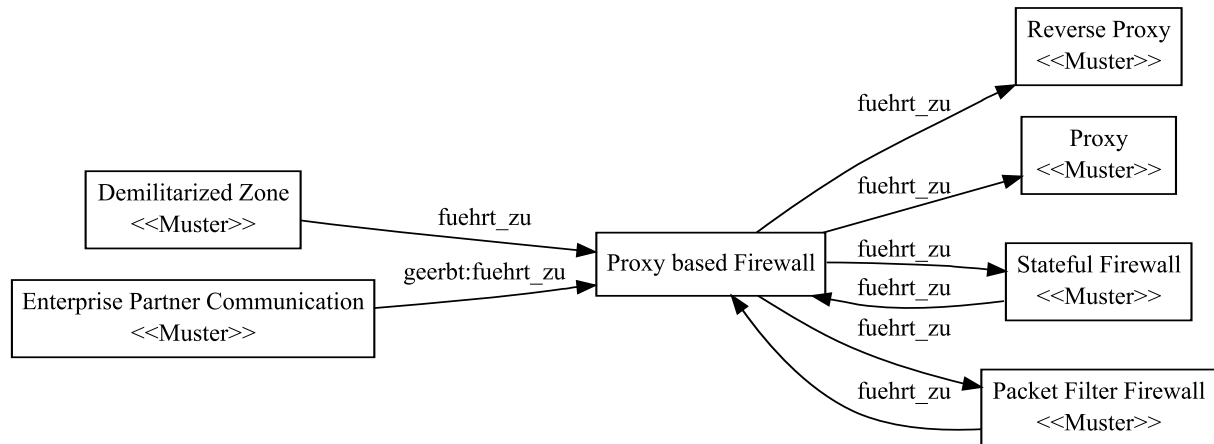 Reverse Proxy
<<Muster>>
fuehrt_zu
Proxy
<<Muster>>
fuehrt_zu
Demilitarized Zone
<<Muster>>
fuehrt_zu
Proxy based Firewall
fuehrt_zu
Stateful Firewall
<<Muster>>
geerbt:fuehrt_zu
fuehrt_zu
Enterprise Partner Communication
<<Muster>>
fuehrt_zu
fuehrt_zu
Packet Filter Firewall
<<Muster>>